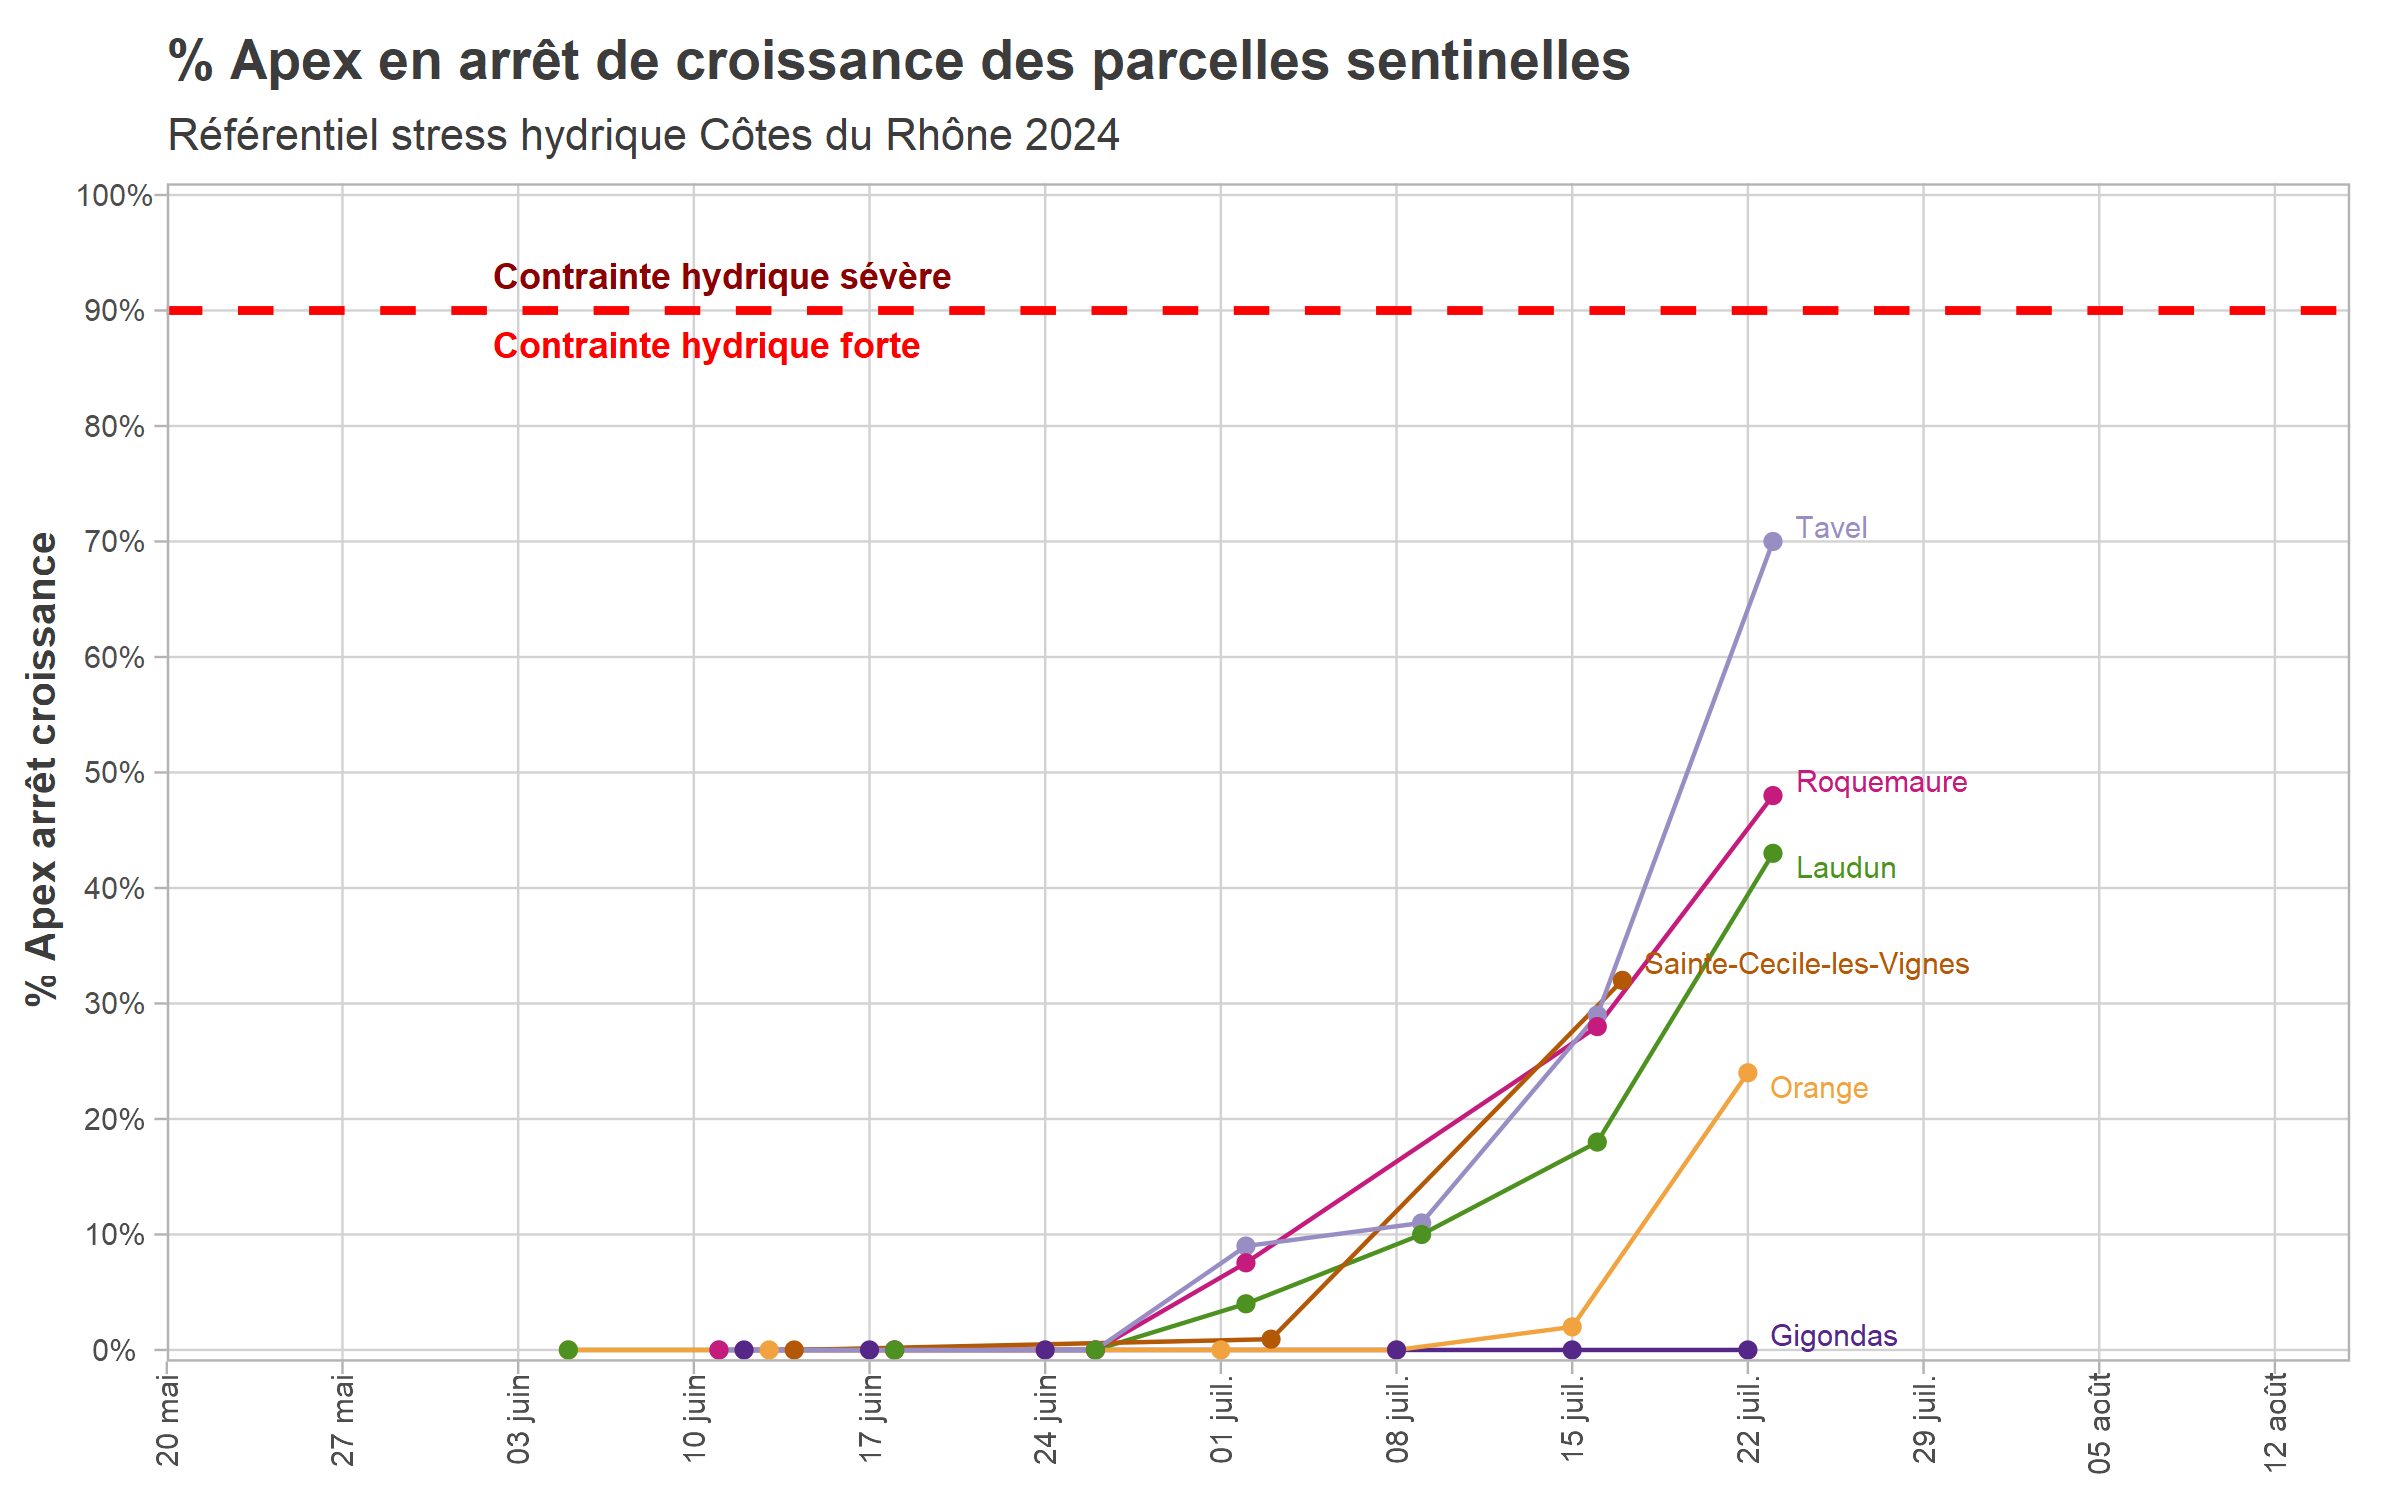 % Apex en arrêt de croissance des parcelles sentinelles
Référentiel stress hydrique Côtes du Rhône 2024
% Apex arrêt croissance
100%
90%
80%
70%
60%
50%
40%
30%
20%
10%
0%
Contrainte hydrique sévère
Contrainte hydrique forte
Tavel
Roquemaure
Laudun
Sainte-Cecile-les-Vignes
Orange
Gigondas
20 mai
27 mai
03 juin
10 juin
17 juin
24 juin
01 juil.
08 juil.
15 juil.
22 juil.
29 juil.
05 août
12 août